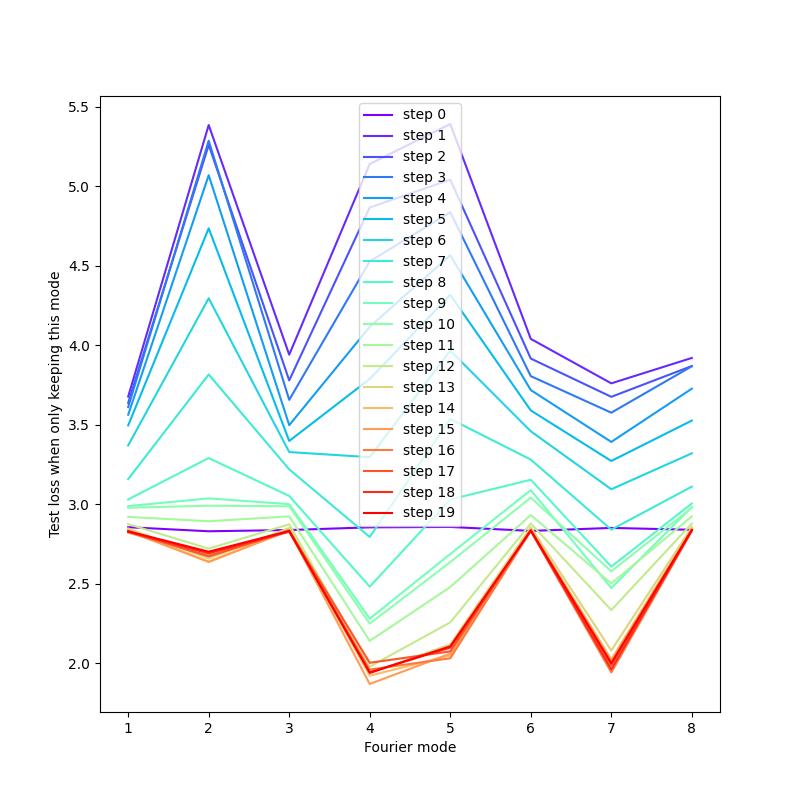 5.5
5.0
4.5
4.0
3.5
3.0
2.5
2.0
Test loss when only keeping this mode
step 0
step 1
step 2
step 3
step 4
step 5
step 6
step 7
step 8
step 9
step 10
step 11
step 12
step 13
step 14
step 15
step 16
step 17
step 18
step 19
1 2 3 4 5 6 7 8
Fourier mode